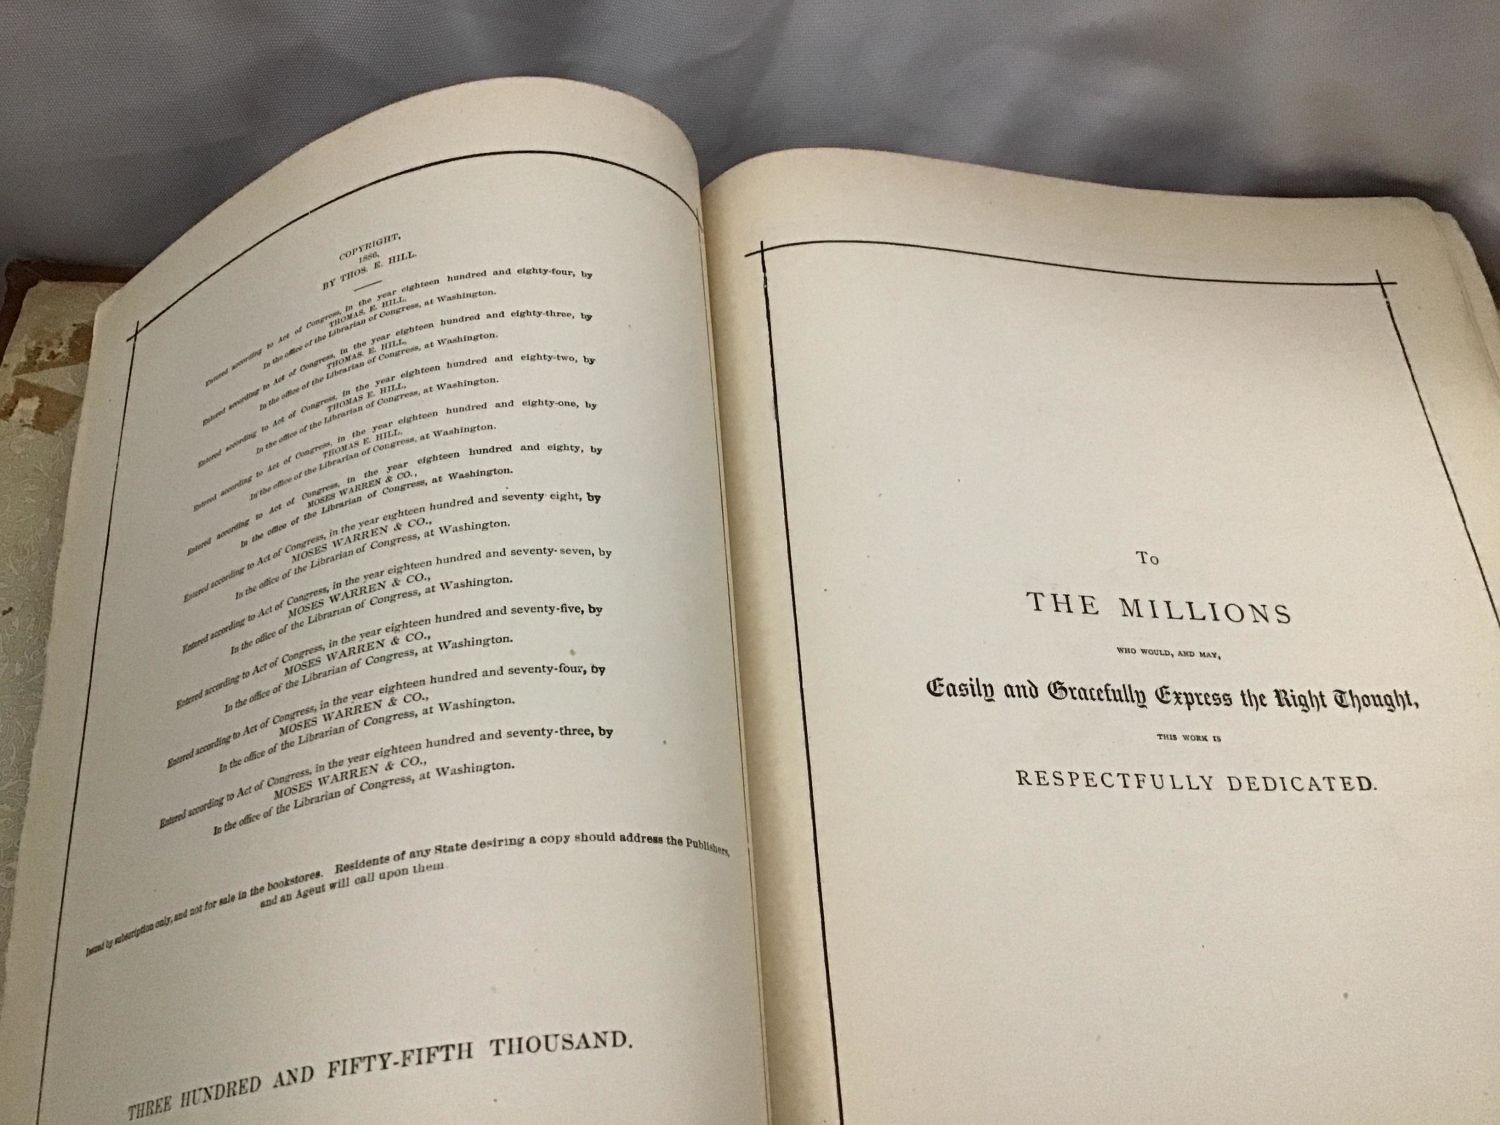 COPYRIGHT,
1886,
BY THOS. E. HILL.
Entered according to Act of Congress, in the year eighteen hundred and eighty-four, by
THOMAS. E. HILL,
In the office of the Librarian of Congress, at Washington.
Entered according to Act of Congress, in the year eighteen hundred and eighty-three, by
THOMAS. E. HILL,
In the office of the Librarian of Congress, at Washington.
Entered according to Act of Congress, in the year eighteen hundred and eighty-two, by
THOMAS E. HILL,
In the office of the Librarian of Congress, at Washington.
Entered according to Act of Congress, in the year eighteen hundred and eighty-one, by
THOMAS E. HILL,
In the office of the Librarian of Congress, at Washington.
Entered according to Act of Congress, in the year eighteen hundred and eighty, by
MOSES WARREN & CO.,
In the office of the Librarian of Congress, at Washington.
Entered according to Act of Congress, in the year eighteen hundred and seventy eight, by
MOSES WARREN & CO.,
In the office of the Librarian of Congress, at Washington.
Entered according to Act of Congress, in the year eighteen hundred and seventy-seven, by
MOSES WARREN & CO.,
In the office of the Librarian of Congress, at Washington.
Entered according to Act of Congress, in the year eighteen hundred and seventy-five, by
MOSES WARREN & CO.,
In the office of the Librarian of Congress, at Washington.
Entered according to Act of Congress, in the year eighteen hundred and seventy-four, by
MOSES WARREN & CO.,
In the office of the Librarian of Congress, at Washington.
Entered according to Act of Congress, in the year eighteen hundred and seventy-three, by
MOSES WARREN & CO.,
In the office of the Librarian of Congress, at Washington.
Issued by subscription only, and not for sale in the bookstores. Residents of any State desiring a copy should address the Publishers,
and an Agent will call upon them.
THREE HUNDRED AND FIFTY-FIFTH THOUSAND.
To
THE MILLIONS
WHO WOULD, AND MAY,
Easily and Gracefully Express the Right Thought,
THIS WORK IS
RESPECTFULLY DEDICATED.